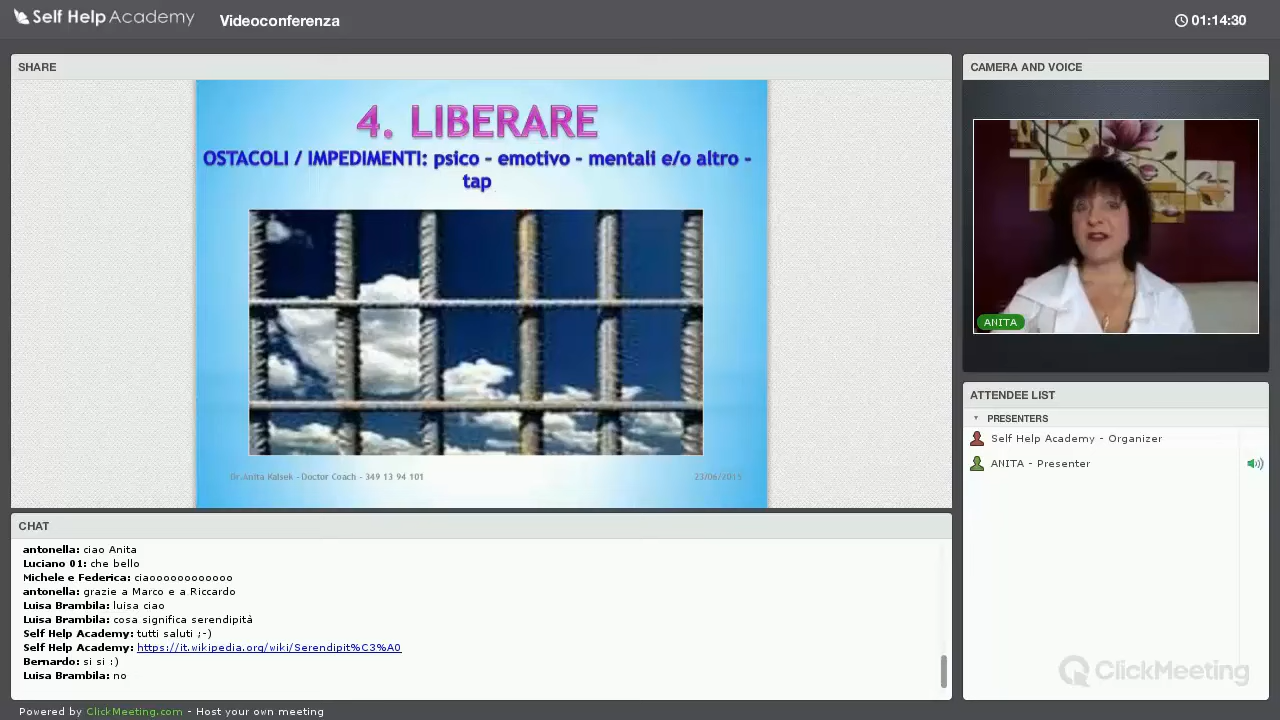 Self Help Academy
Videoconferenza
01:14:30
SHARE
4. LIBERARE
OSTACOLI / IMPEDIMENTI: psico - emotivo - mentali e/o altro -
tap
Dr.Anita Kalsek - Doctor Coach - 349 13 94 101
23/06/2015
CAMERA AND VOICE
ANITA
ATTENDEE LIST
PRESENTERS
Self Help Academy - Organizer
ANITA - Presenter
ClickMeeting
CHAT
antonella: ciao Anita
Luciano 01: che bello
Michele e Federica: ciaoooooooooooo
antonella: grazie a Marco e a Riccardo
Luisa Brambila: luisa ciao
Luisa Brambila: cosa significa serendipità
Self Help Academy: tutti saluti ;-)
Self Help Academy: https://it.wikipedia.org/wiki/Serendipit%C3%A0
Bernardo: si si :)
Luisa Brambila: no
Powered by ClickMeeting.com - Host your own meeting